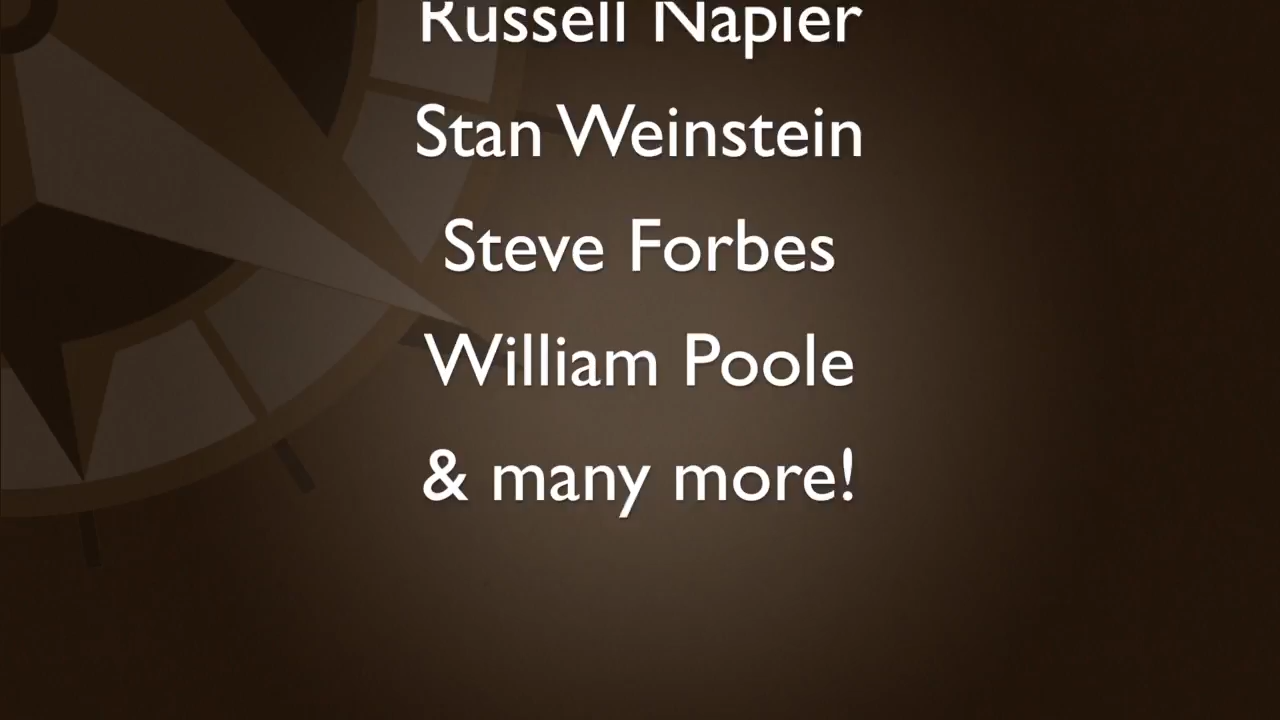 Russell Napier
Stan Weinstein
Steve Forbes
William Poole
& many more!